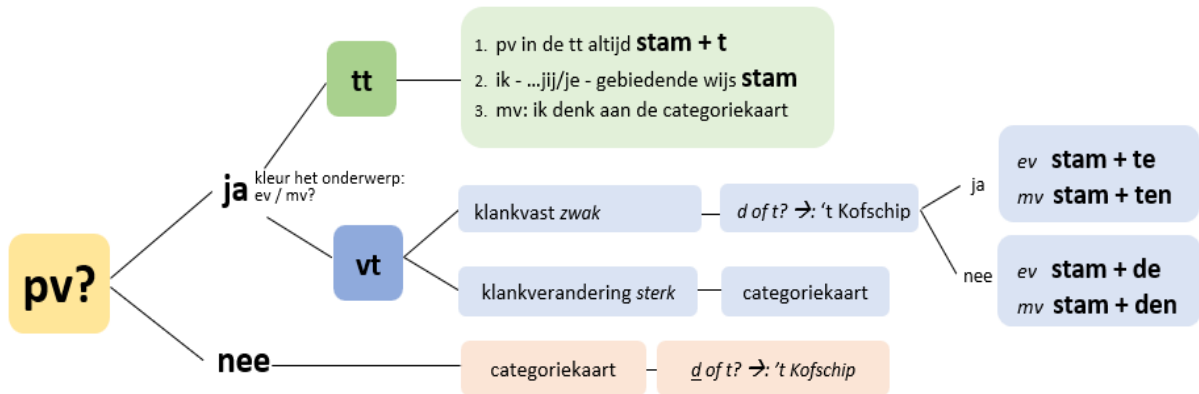 pv?
ja
kleur het onderwerp:
ev / mv?
tt
1. pv in de tt altijd stam + t
2. ik - ...jij/je - gebiedende wijs stam
3. mv: ik denk aan de categoriekaart
vt
klankvast zwak
d of t? →: ‘t Kofschip
ja
ev stam + te
mv stam + ten
nee
ev stam + de
mv stam + den
klankverandering sterk
categoriekaart
nee
categoriekaart
d of t? →: ‘t Kofschip